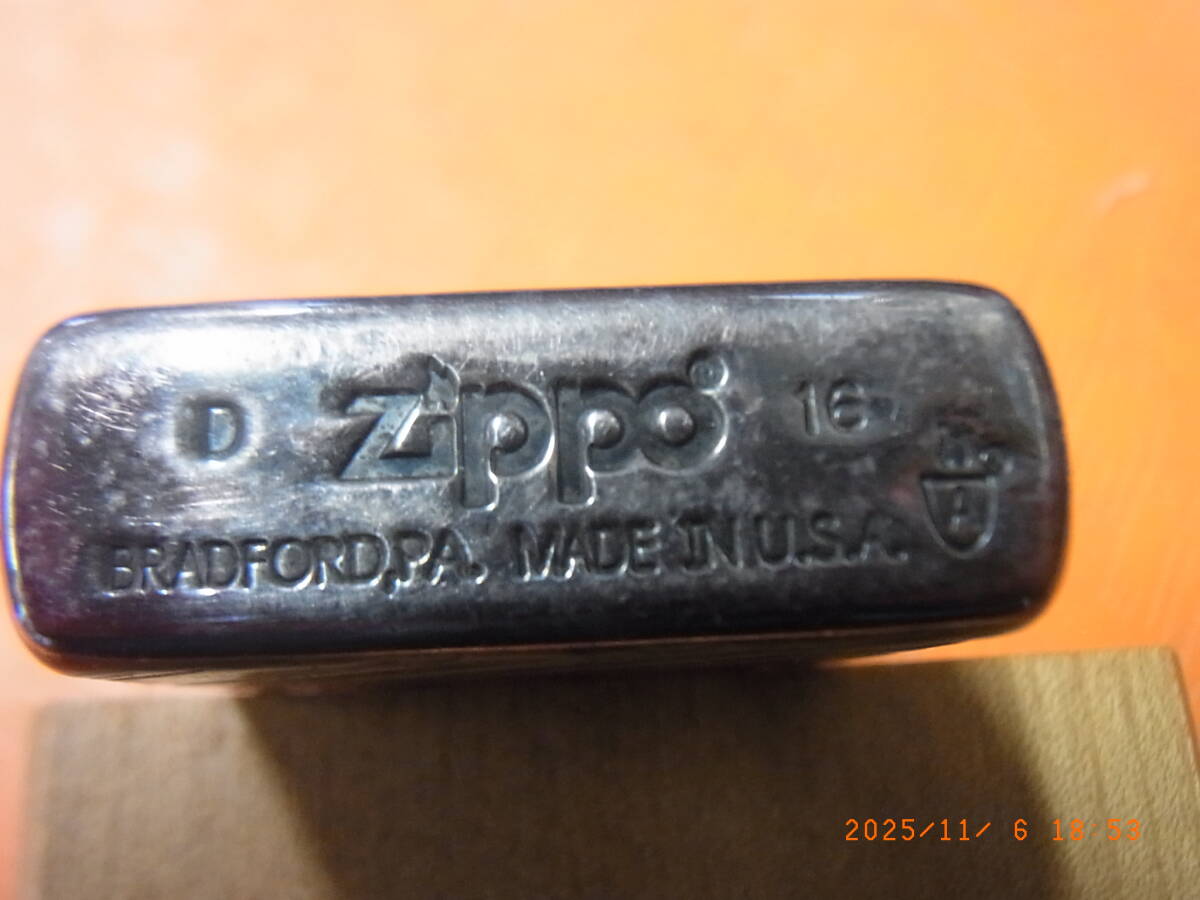 D zippo® 16
BRADFORD,PA. MADE IN U.S.A.
A
2025/11/ 6 18:53